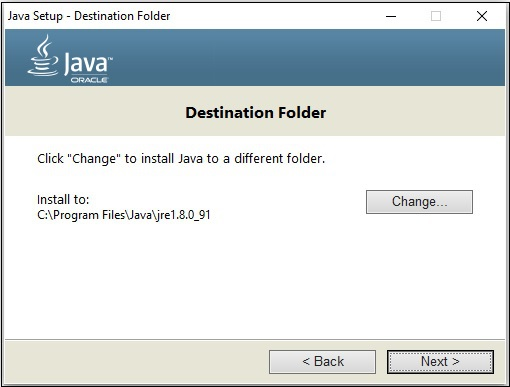 Java Setup - Destination Folder
Java™
ORACLE
Destination Folder
Click "Change" to install Java to a different folder.
Install to:
C:\Program Files\Java\jre1.8.0_91
Change...
< Back
Next >